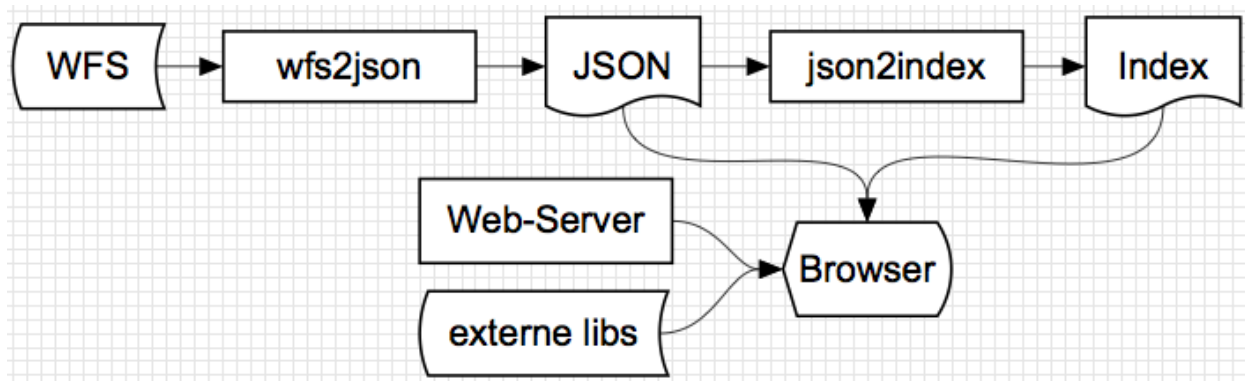 WFS
wfs2json
JSON
json2index
Index
Web-Server
Browser
externe libs